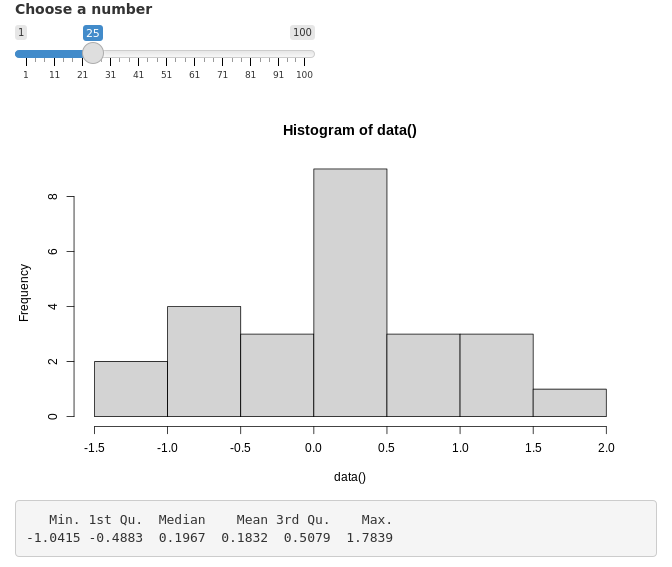 Choose a number
1 25 100
1 11 21 31 41 51 61 71 81 91 100
Histogram of data()
Frequency
8
6
4
2
0
-1.5 -1.0 -0.5 0.0 0.5 1.0 1.5 2.0
data()
Min. 1st Qu. Median Mean 3rd Qu. Max.
-1.0415 -0.4883 0.1967 0.1832 0.5079 1.7839